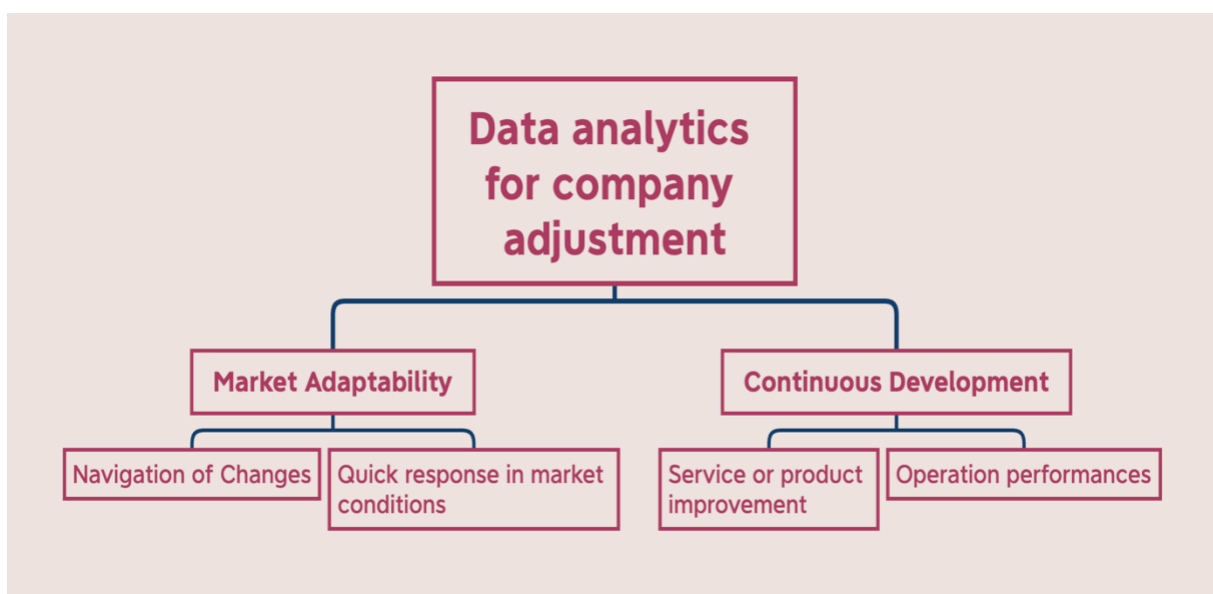 Data analytics
for company
adjustment
Market Adaptability
Continuous Development
Navigation of Changes
Quick response in market
conditions
Service or product
improvement
Operation performances